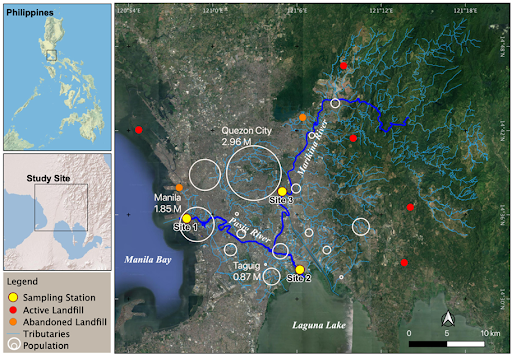 Philippines
Study Site
Legend
Sampling Station
Active Landfill
Abandoned Landfill
Tributaries
Population
120°54'E
121°0'E
121°6'E
121°12'E
121°18'E
Quezon City
2.96 M
Marikina River
Manila
1.85 M
Site 3
Site 1
Pasig River
Taguig
0.87 M
Site 2
Manila Bay
Laguna Lake
0
5
10 km